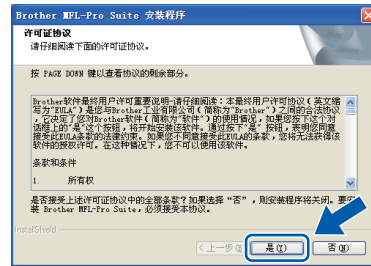 Brother MFL-Pro Suite 安装程序
许可证协议
请仔细阅读下面的许可证协议。
按 PAGE DOWN 键以查看协议的剩余部分。
Brother软件最终用户许可重要说明-请仔细阅读：本最终用户许可协议（英文缩
写为"EULA"）是您与Brother工业有限公司（简称为"Brother"）之间的合法协议
，它决定了您对Brother软件（简称为"软件"）的使用情况，如果您按下这个对
话框上的"是"这个按钮，将开始安装该软件。通过按下"是" 按钮，表明您同意
接受此EULA的条款的法律约束。如果您不同意接受此EULA的条款，您将无法获得该
软件的授权许可。在这种情况下，您不可以使用该软件。
条款和条件
1. 所有权
是否接受上述许可证协议中的全部条款？如果选择 “否” ，则安装程序将关闭。要安
装 Brother MFL-Pro Suite，必须接受本协议。
InstallShield
< 上一步(B) 是(Y) 否(N)